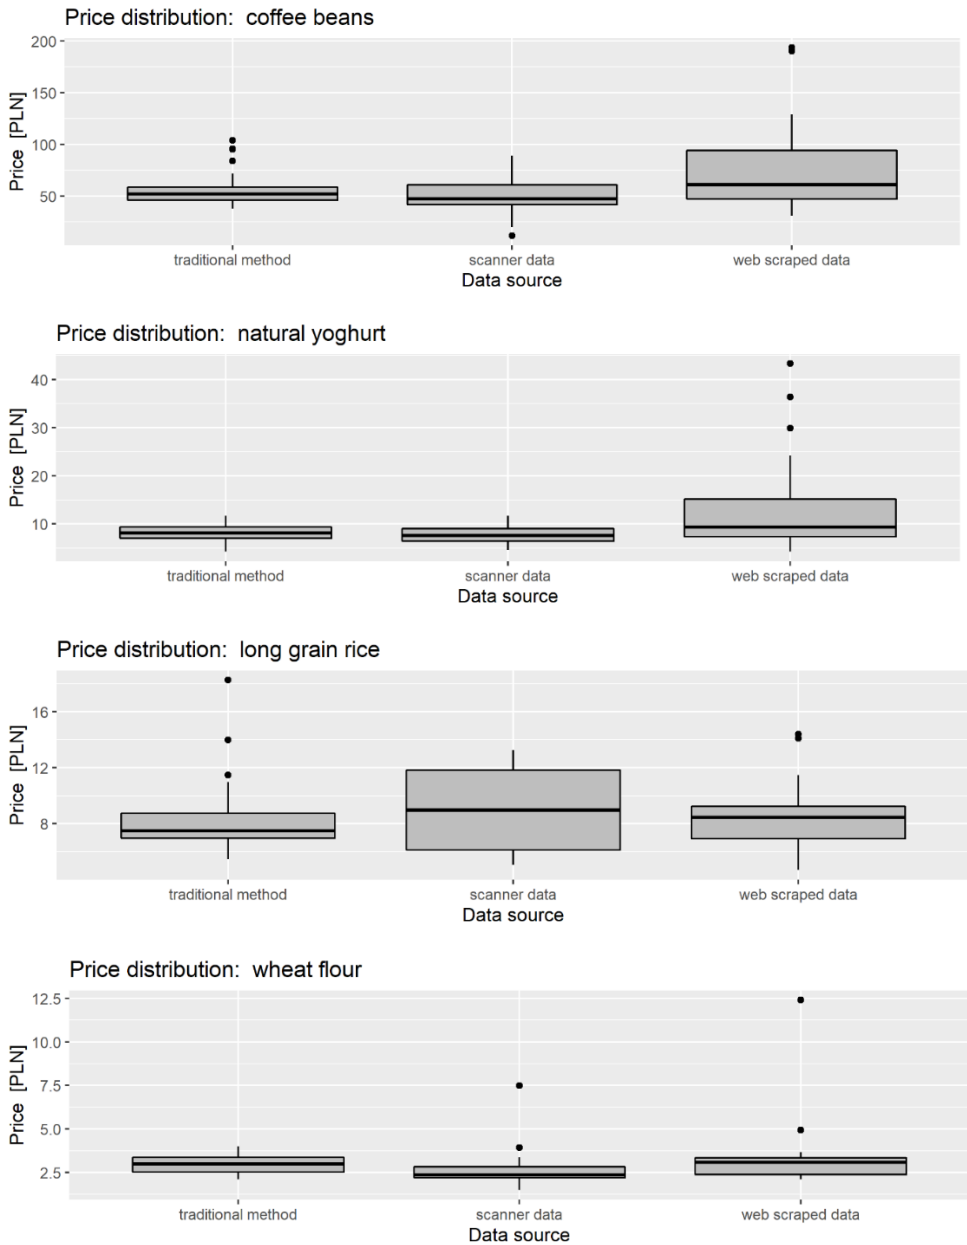 Price distribution:  coffee beans
200
150
100
50
Price  [PLN]
traditional method scanner data web scraped data
Data source
Price distribution:  natural yoghurt
40
30
20
10
Price  [PLN]
traditional method scanner data web scraped data
Data source
Price distribution:  long grain rice
16
12
8
Price  [PLN]
traditional method scanner data web scraped data
Data source
Price distribution:  wheat flour
12.5
10.0
7.5
5.0
2.5
Price  [PLN]
traditional method scanner data web scraped data
Data source